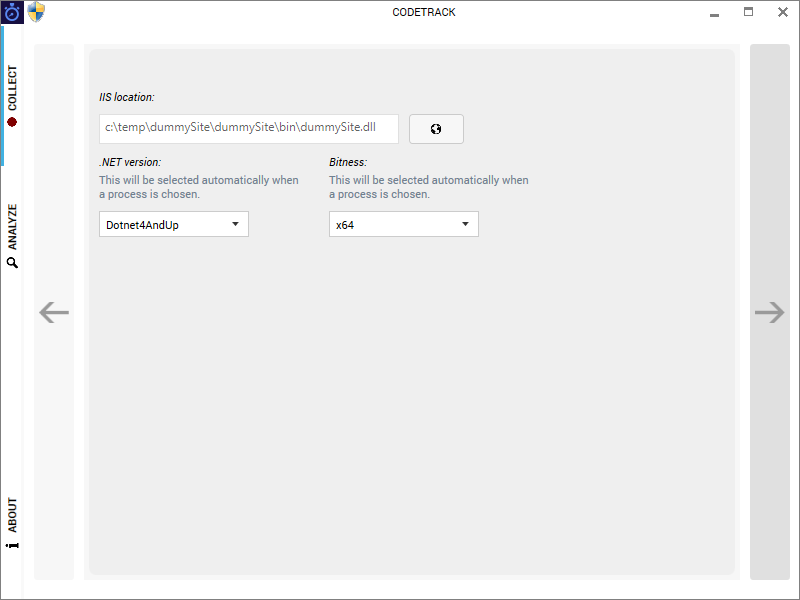 CODETRACK
COLLECT
ANALYZE
ABOUT
IIS location:
c:\temp\dummySite\dummySite\bin\dummySite.dll
.NET version:
This will be selected automatically when
a process is chosen.
Dotnet4AndUp
Bitness:
This will be selected automatically when
a process is chosen.
x64